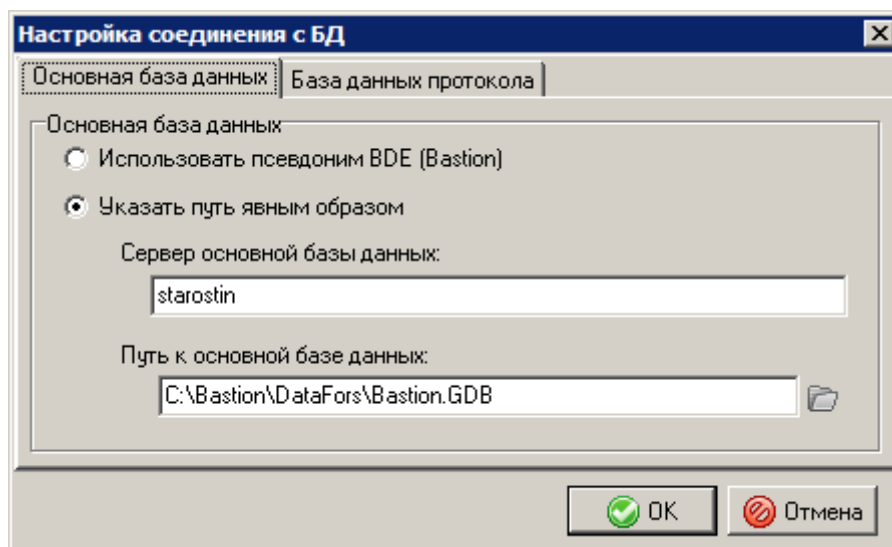 Настройка соединения с БД
Основная база данных База данных протокола
Основная база данных
Использовать псевдоним BDE (Bastion)
Указать путь явным образом
Сервер основной базы данных:
starostin
Путь к основной базе данных:
C:\Bastion\DataFors\Bastion.GDB
OK Отмена